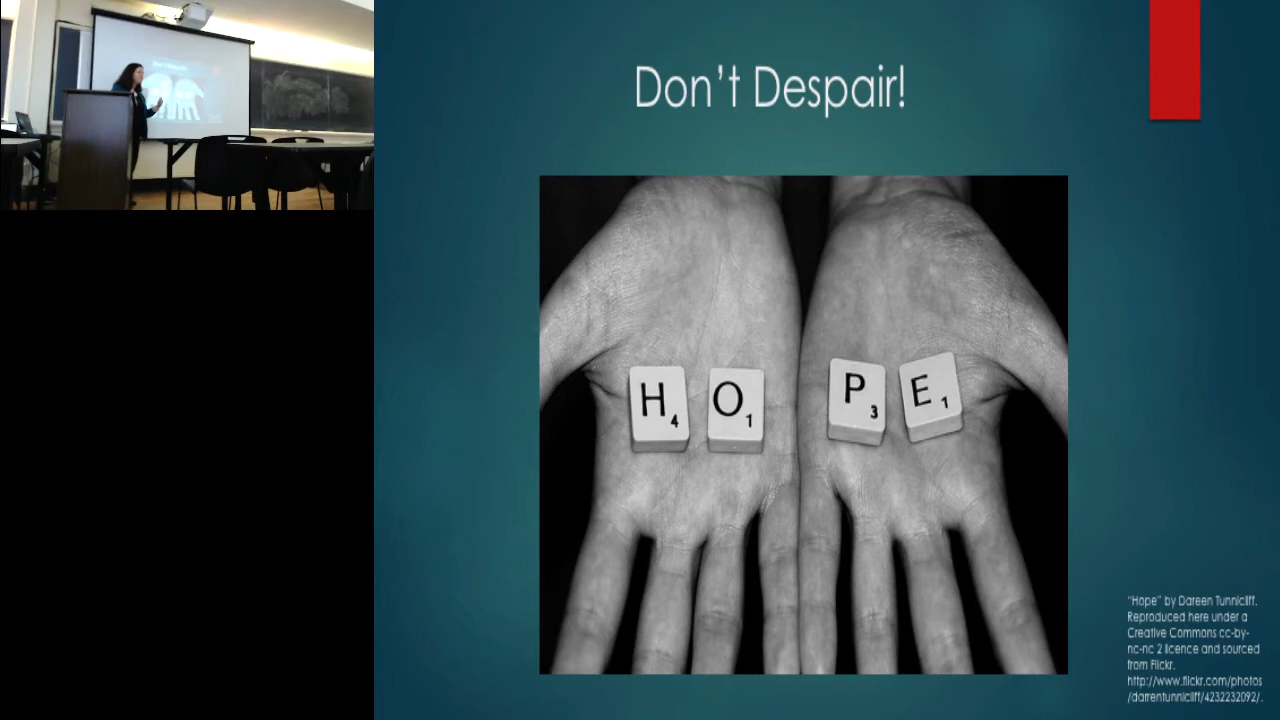 Don't Despair!
H4 O1 P3 E1
"Hope" by Dareen Tunnicliff.
Reproduced here under a
Creative Commons cc-by-
nc-nc 2 licence and sourced
from Flickr.
http://www.flickr.com/photos
/darrentunnicliff/4232232092/.